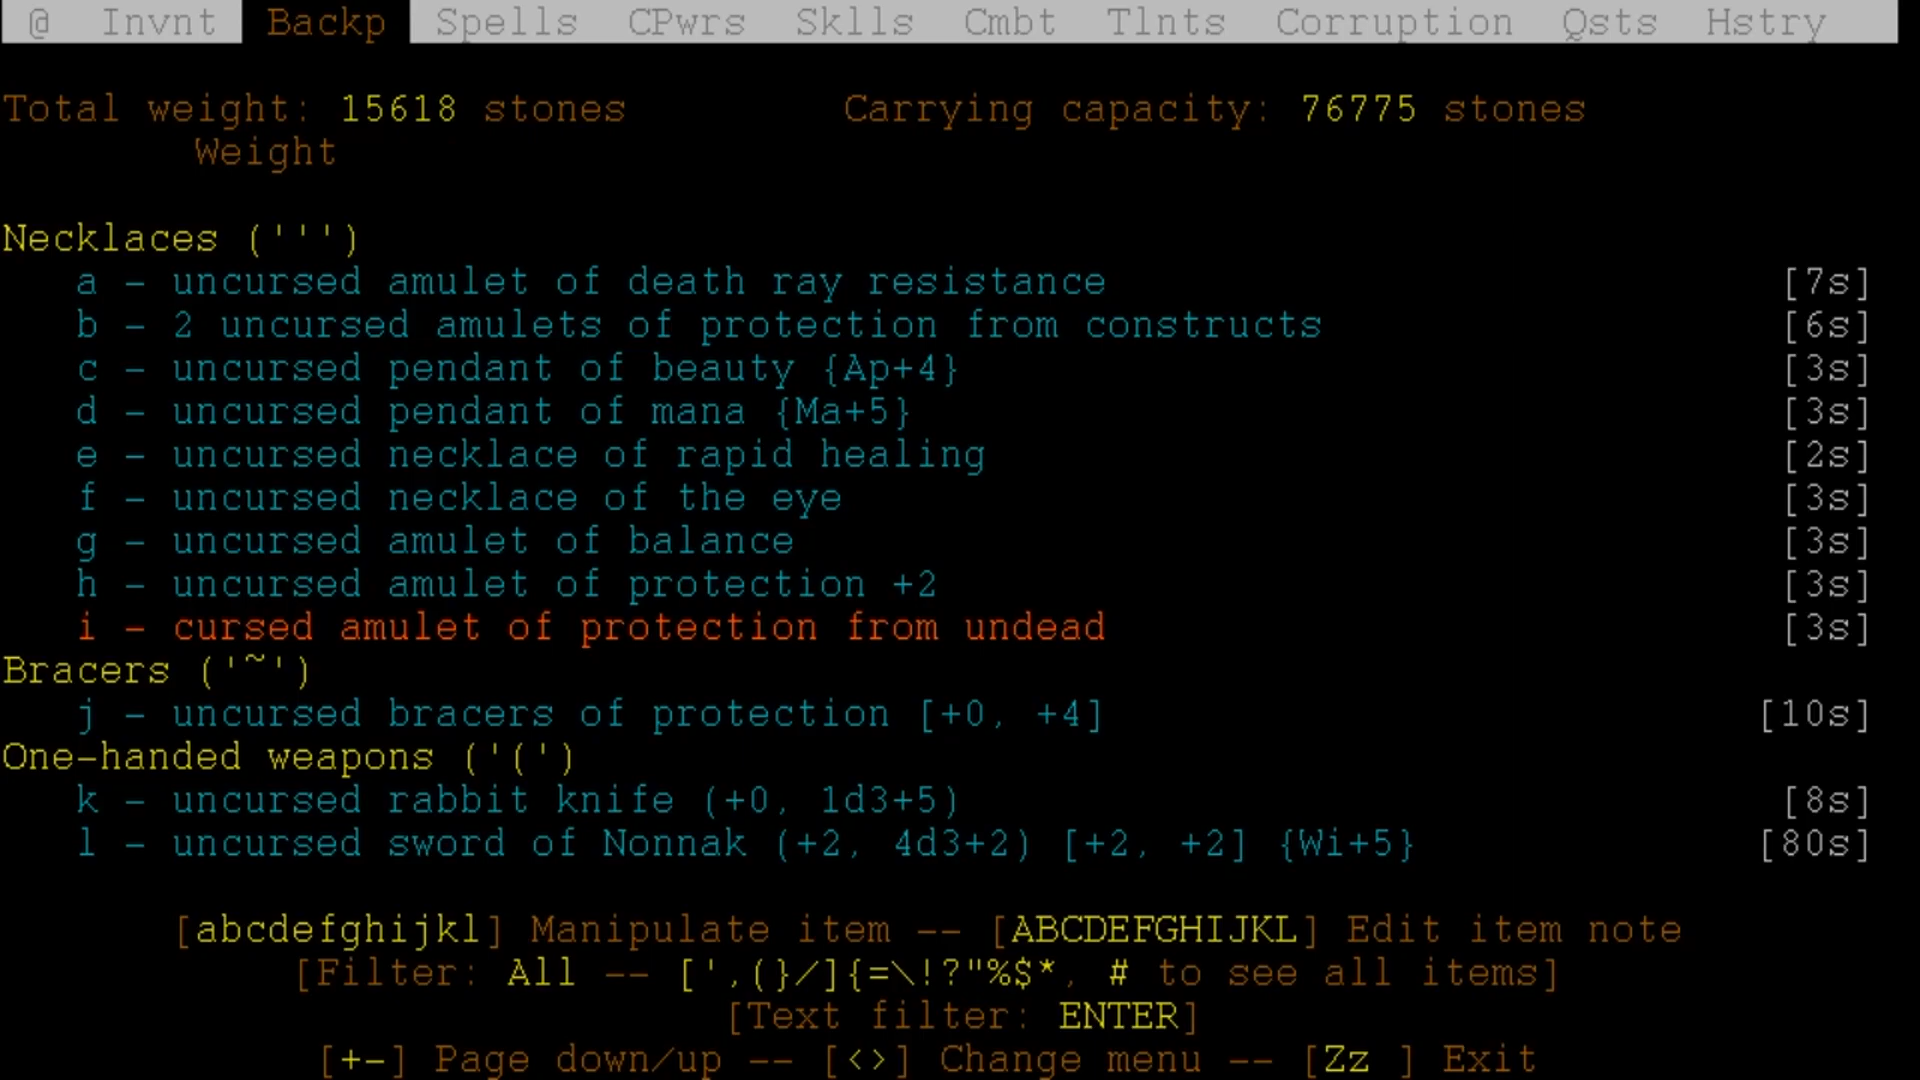 @ Invnt Backp Spells CPwrs Sklls Cmbt Tlnts Corruption Qsts Hstry
Total weight: 15618 stones Carrying capacity: 76775 stones
Weight
Necklaces (''')
a - uncursed amulet of death ray resistance [7s]
b - 2 uncursed amulets of protection from constructs [6s]
c - uncursed pendant of beauty {Ap+4} [3s]
d - uncursed pendant of mana {Ma+5} [3s]
e - uncursed necklace of rapid healing [2s]
f - uncursed necklace of the eye [3s]
g - uncursed amulet of balance [3s]
h - uncursed amulet of protection +2 [3s]
i - cursed amulet of protection from undead [3s]
Bracers ('~')
j - uncursed bracers of protection [+0, +4] [10s]
One-handed weapons ('(')
k - uncursed rabbit knife (+0, 1d3+5) [8s]
l - uncursed sword of Nonnak (+2, 4d3+2) [+2, +2] {Wi+5} [80s]
[abcdefghijkl] Manipulate item -- [ABCDEFGHIJKL] Edit item note
[Filter: All -- [',(}/]{=\!?"%$*, # to see all items]
[Text filter: ENTER]
[+-] Page down/up -- [<>] Change menu -- [Zz ] Exit